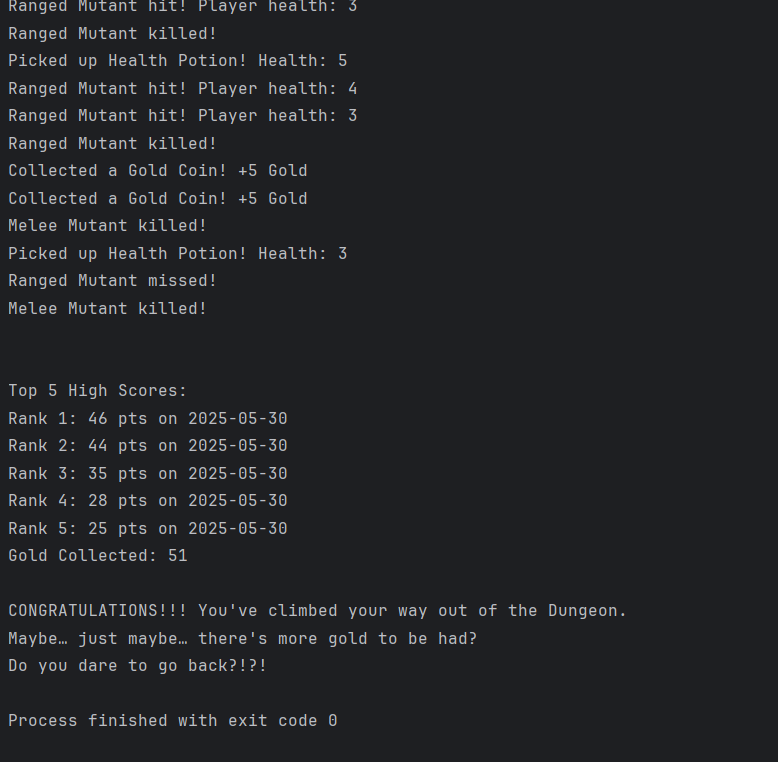 Ranged Mutant hit! Player health: 3
Ranged Mutant killed!
Picked up Health Potion! Health: 5
Ranged Mutant hit! Player health: 4
Ranged Mutant hit! Player health: 3
Ranged Mutant killed!
Collected a Gold Coin! +5 Gold
Collected a Gold Coin! +5 Gold
Melee Mutant killed!
Picked up Health Potion! Health: 3
Ranged Mutant missed!
Melee Mutant killed!
Top 5 High Scores:
Rank 1: 46 pts on 2025-05-30
Rank 2: 44 pts on 2025-05-30
Rank 3: 35 pts on 2025-05-30
Rank 4: 28 pts on 2025-05-30
Rank 5: 25 pts on 2025-05-30
Gold Collected: 51
CONGRATULATIONS!!! You've climbed your way out of the Dungeon.
Maybe… just maybe… there's more gold to be had?
Do you dare to go back?!?!
Process finished with exit code 0